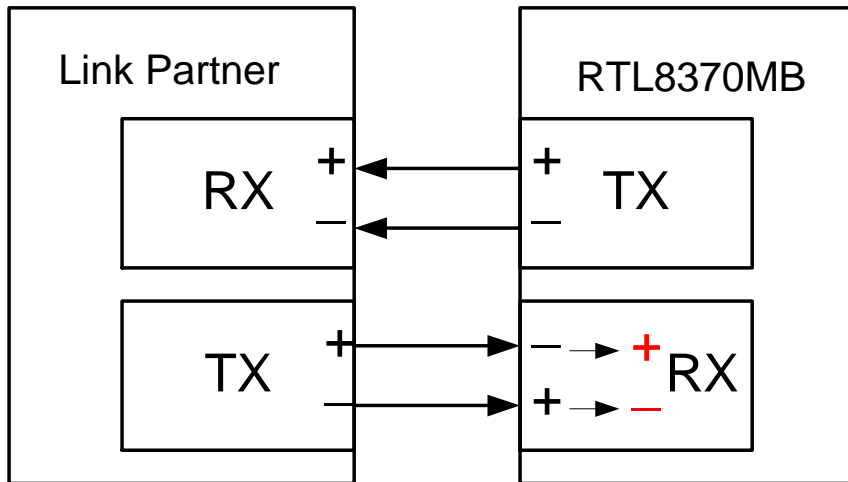 Link Partner
RTL8370MB
RX + + TX
− −
TX + − + RX
− + −